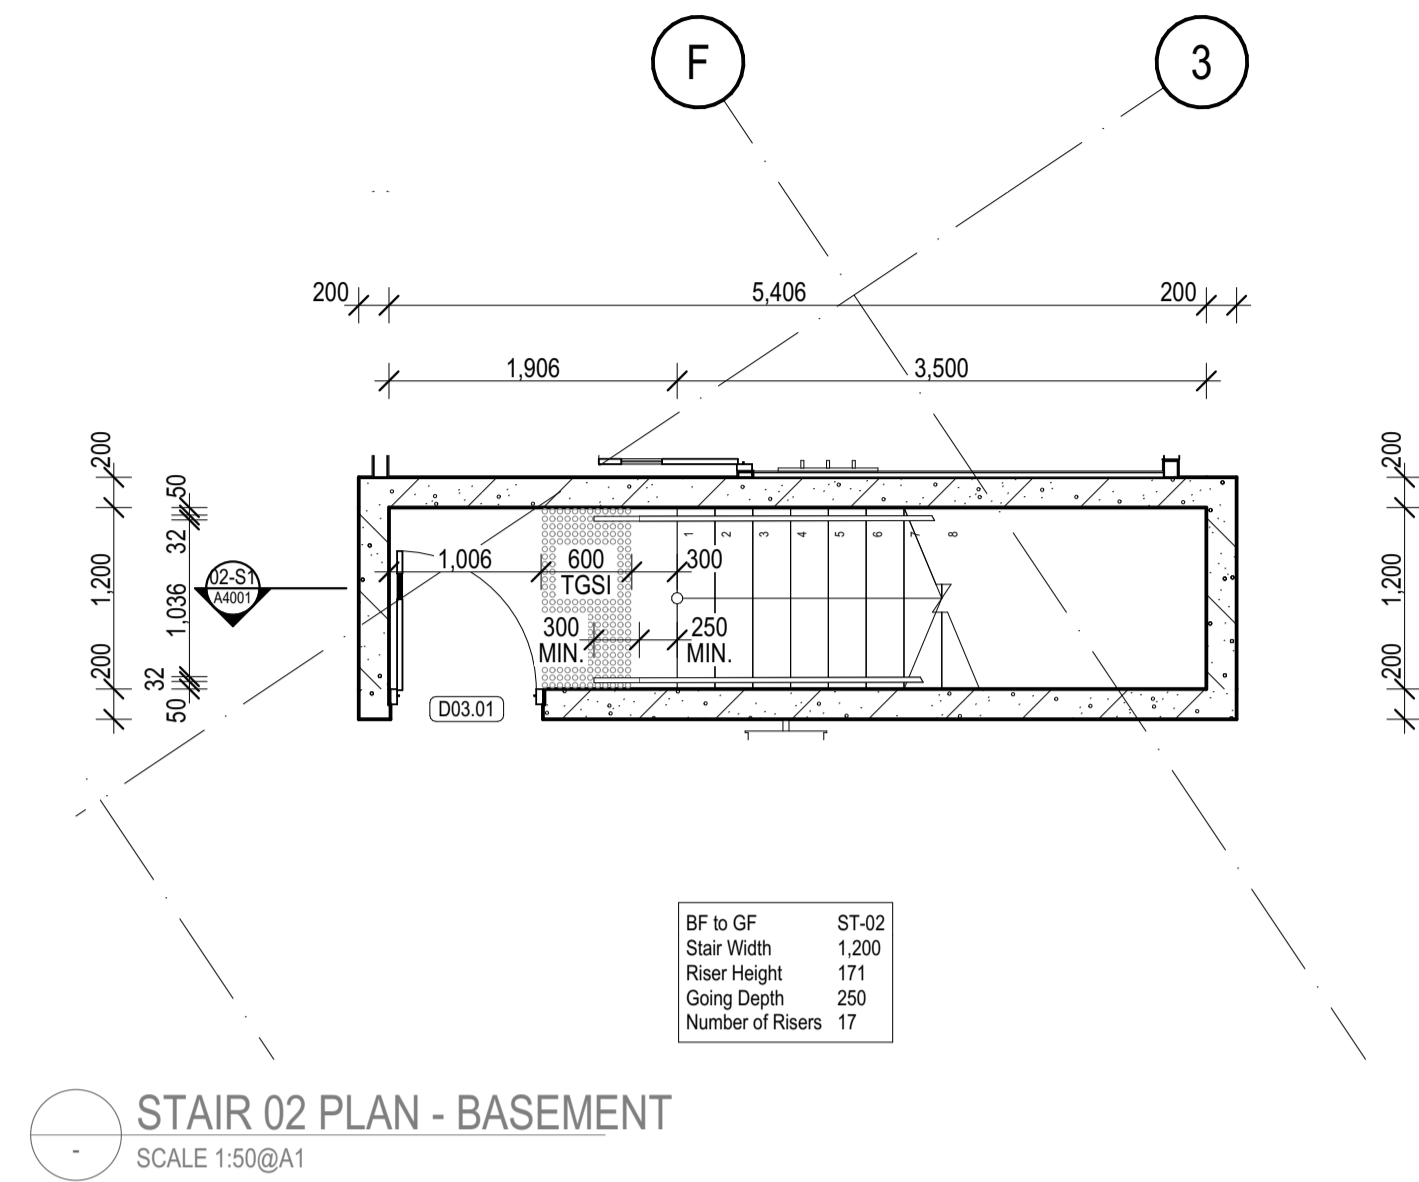 F
3
200
5,406
200
1,906
3,500
200
50
32
1,200
1,036
200
32
50
02-S1
A4001
1,006
600
TGSI
300
300
MIN.
250
MIN.
1
2
3
4
5
6
7
8
D03.01
200
1,200
200
BF to GF ST-02
Stair Width 1,200
Riser Height 171
Going Depth 250
Number of Risers 17
STAIR 02 PLAN - BASEMENT
-
SCALE 1:50@A1